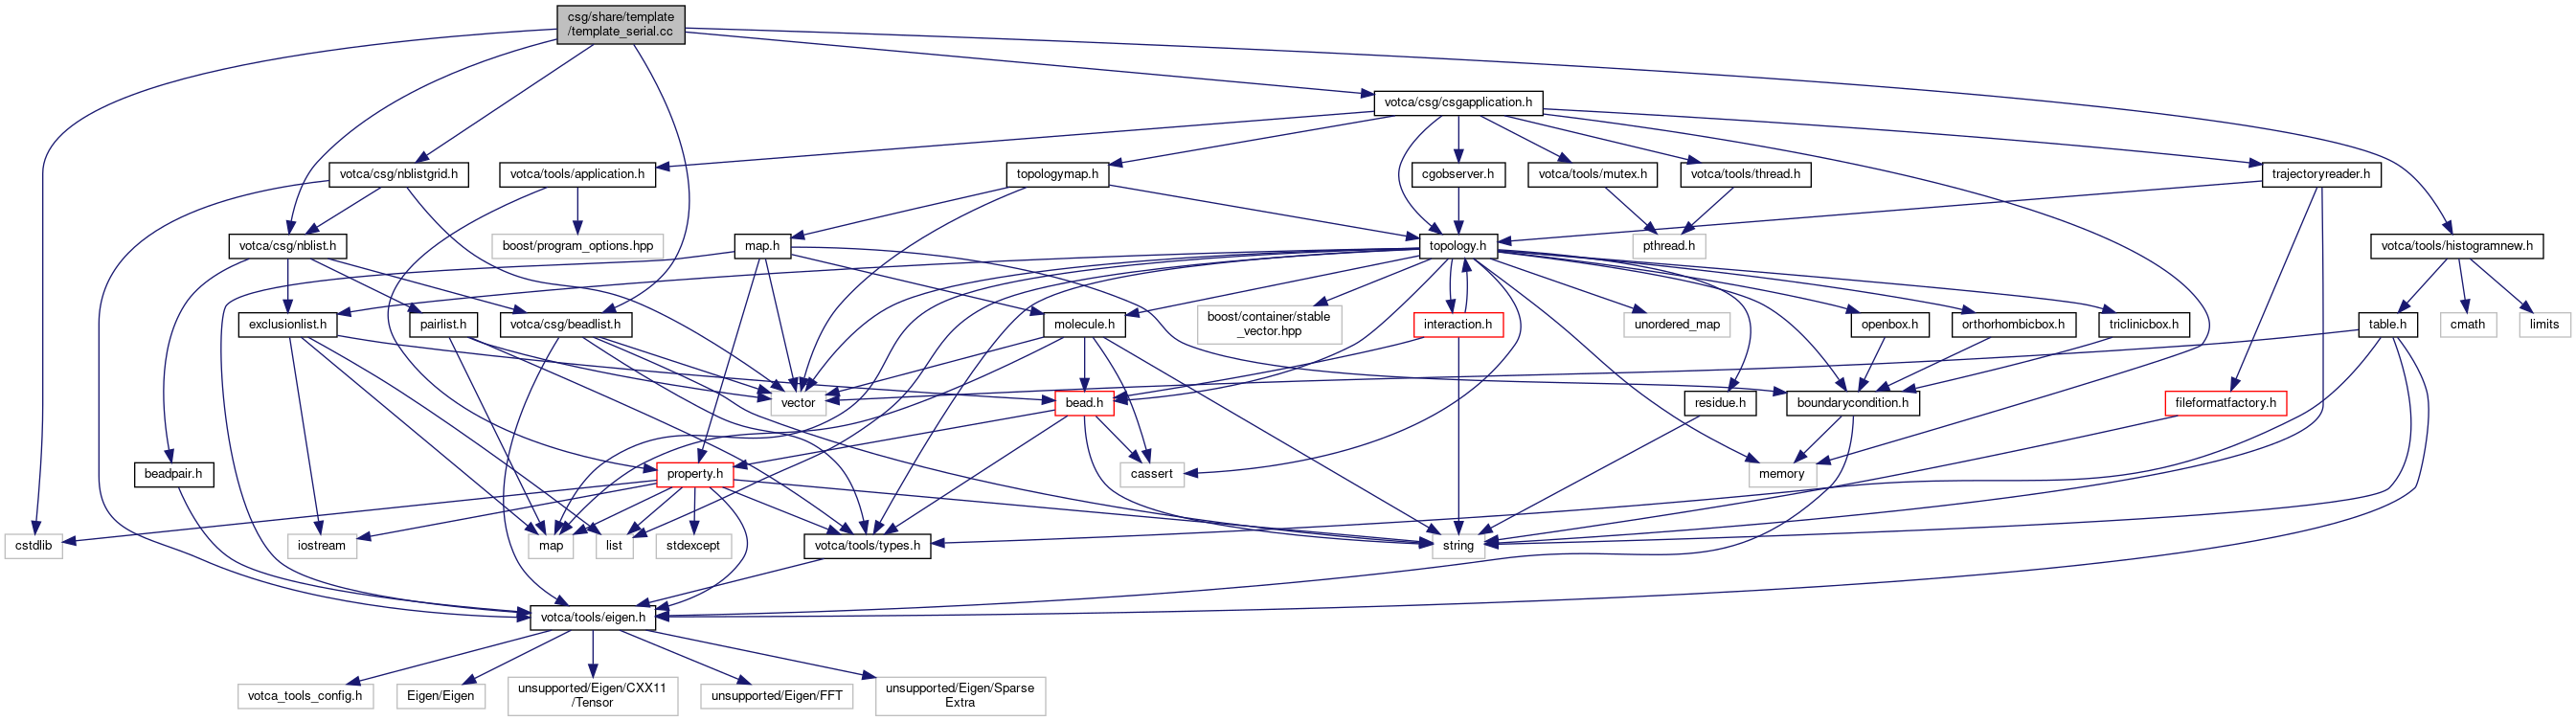 csg/share/template
/template_serial.cc
votca/csg/csgapplication.h
votca/csg/nblistgrid.h
votca/tools/application.h
topologymap.h
cgobserver.h
votca/tools/mutex.h
votca/tools/thread.h
trajectoryreader.h
votca/csg/nblist.h
boost/program_options.hpp
map.h
topology.h
pthread.h
votca/tools/histogramnew.h
exclusionlist.h
pairlist.h
votca/csg/beadlist.h
molecule.h
boost/container/stable
_vector.hpp
interaction.h
unordered_map
openbox.h
orthorhombicbox.h
triclinicbox.h
table.h
cmath
limits
vector
bead.h
residue.h
boundarycondition.h
fileformatfactory.h
beadpair.h
property.h
cassert
memory
cstdlib
iostream
map
list
stdexcept
votca/tools/types.h
string
votca/tools/eigen.h
votca_tools_config.h
Eigen/Eigen
unsupported/Eigen/CXX11
/Tensor
unsupported/Eigen/FFT
unsupported/Eigen/Sparse
Extra